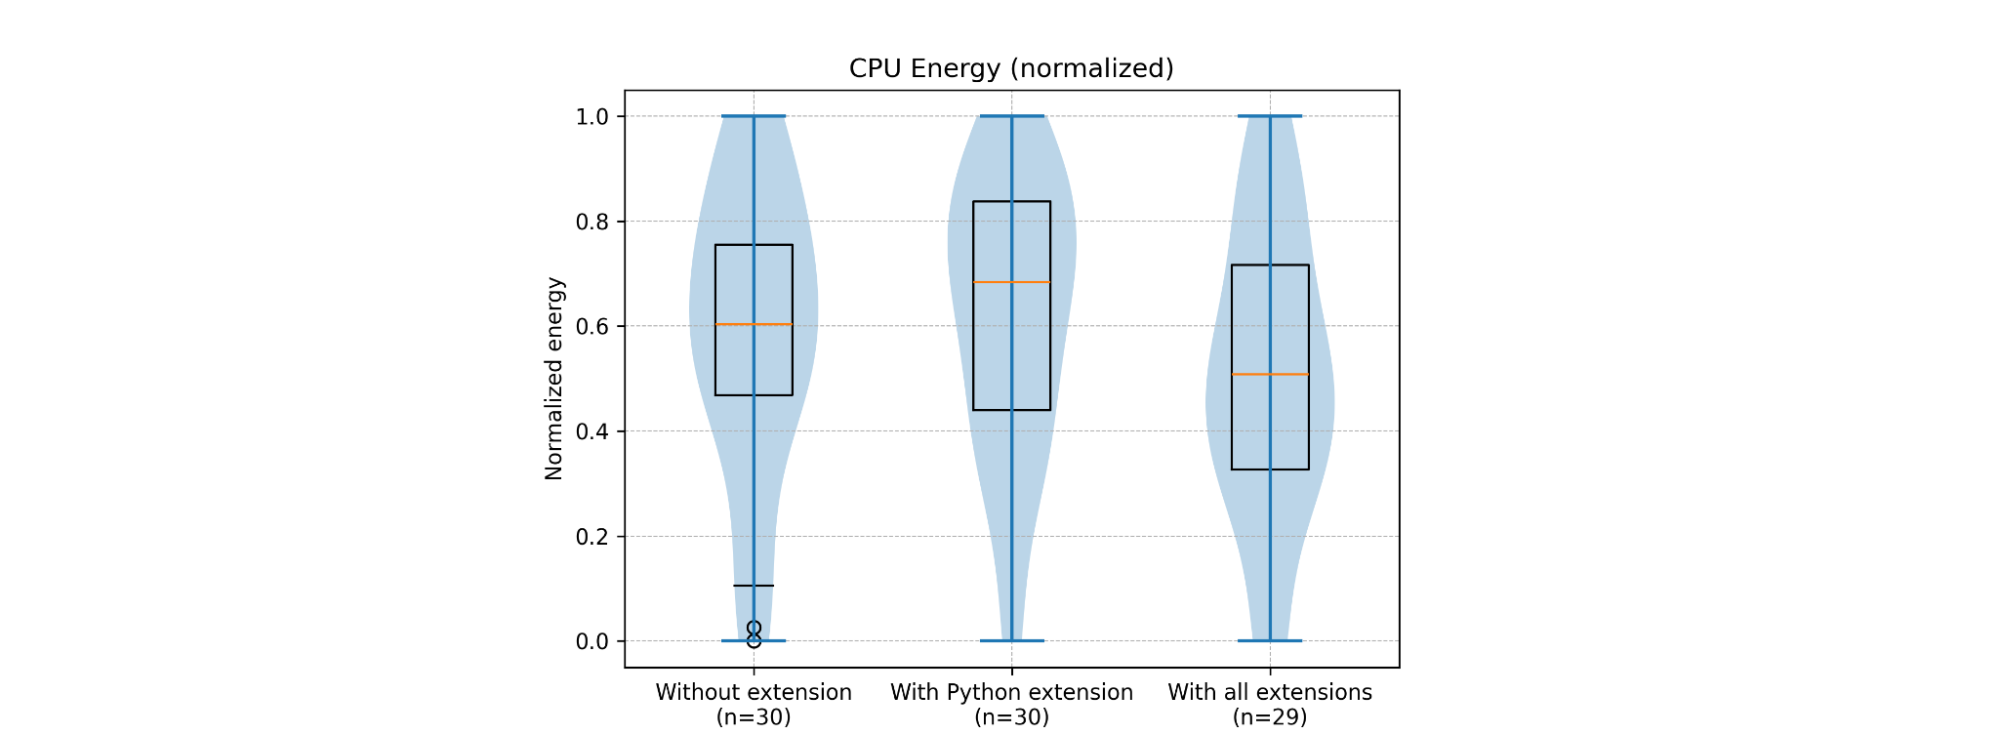 CPU Energy (normalized)
Normalized energy
1.0
0.8
0.6
0.4
0.2
0.0
Without extension
(n=30)
With Python extension
(n=30)
With all extensions
(n=29)